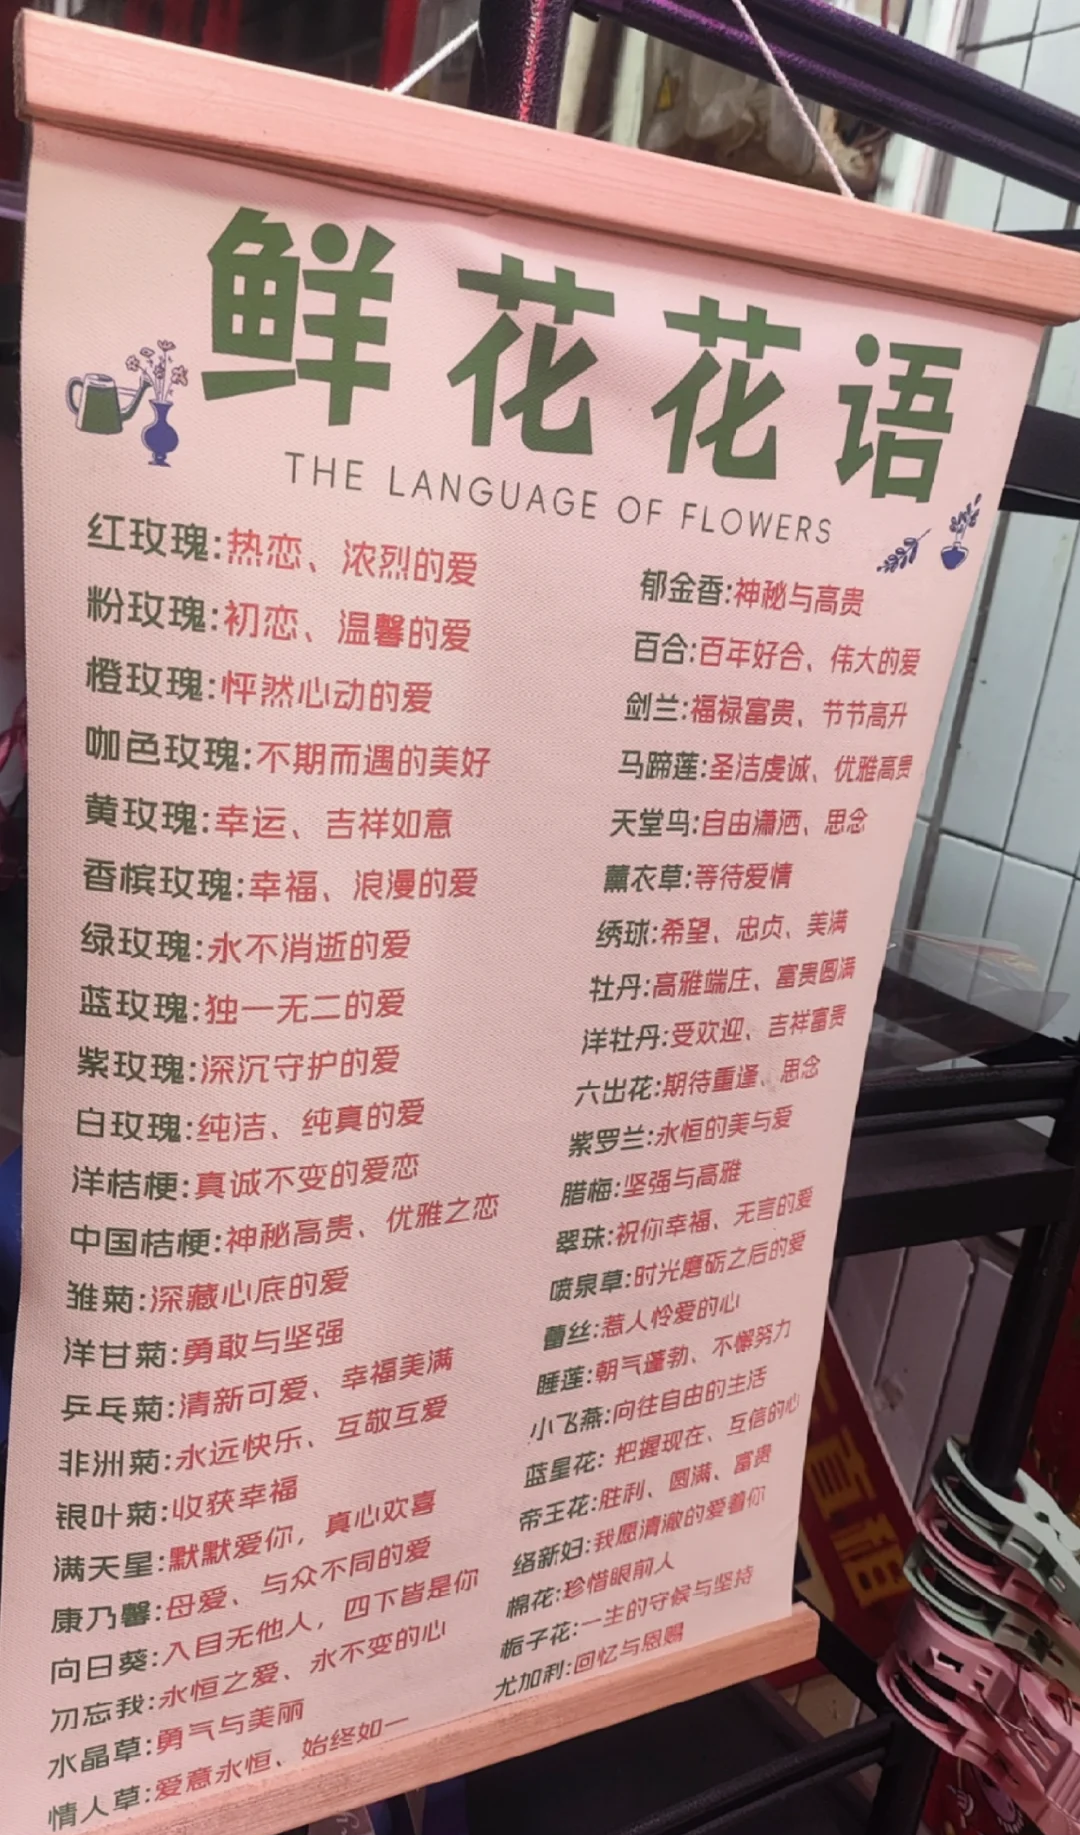 鲜花花语
THE LANGUAGE OF FLOWERS
红玫瑰:热恋、浓烈的爱
粉玫瑰:初恋、温馨的爱
橙玫瑰:怦然心动的爱
咖色玫瑰:不期而遇的美好
黄玫瑰:幸运、吉祥如意
香槟玫瑰:幸福、浪漫的爱
绿玫瑰:永不消逝的爱
蓝玫瑰:独一无二的爱
紫玫瑰:深沉守护的爱
白玫瑰:纯洁、纯真的爱
洋桔梗:真诚不变的爱恋
中国桔梗:神秘高贵、优雅之恋
雏菊:深藏心底的爱
洋甘菊:勇敢与坚强
乒乓菊:清新可爱、幸福美满
非洲菊:永远快乐、互敬互爱
银叶菊:收获幸福
满天星:默默爱你，真心欢喜
康乃馨:母爱、与众不同的爱
向日葵:入目无他人，四下皆是你
勿忘我:永恒之爱、永不变的心
水晶草:勇气与美丽
情人草:爱意永恒、始终如一
郁金香:神秘与高贵
百合:百年好合、伟大的爱
剑兰:福禄富贵、节节高升
马蹄莲:圣洁虔诚、优雅高贵
天堂鸟:自由潇洒、思念
薰衣草:等待爱情
绣球:希望、忠贞、美满
牡丹:高雅端庄、富贵圆满
洋牡丹:受欢迎、吉祥富贵
六出花:期待重逢、思念
紫罗兰:永恒的美与爱
腊梅:坚强与高雅
翠珠:祝你幸福、无言的爱
喷泉草:时光磨砺之后的爱
蕾丝:惹人怜爱的心
睡莲:朝气蓬勃、不懈努力
小飞燕:向往自由的生活
蓝星花:把握现在、互信的心
帝王花:胜利、圆满、富贵
络新妇:我愿清澈的爱着你
棉花:珍惜眼前人
栀子花:一生的守候与坚持
尤加利:回忆与恩赐